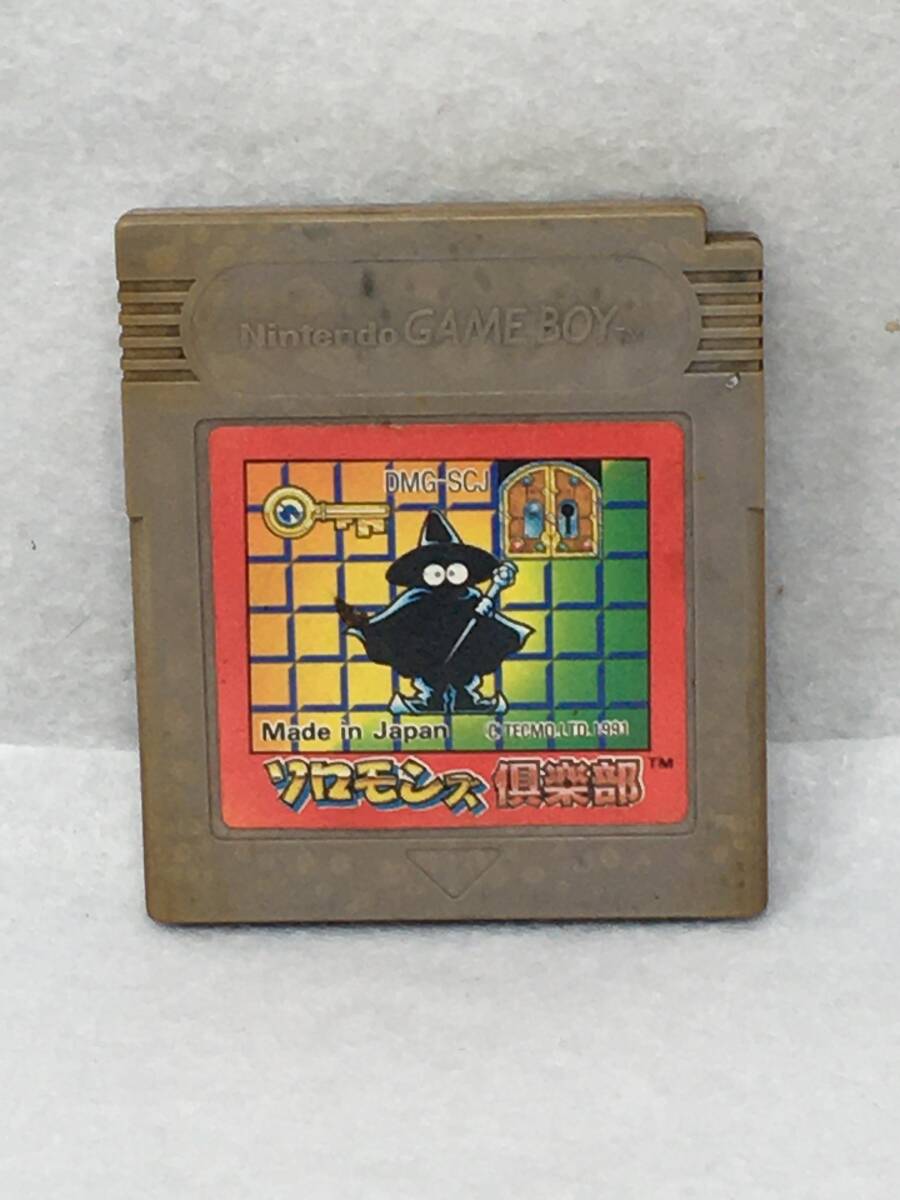 Nintendo GAME BOY™
DMG-SCJ
Made in Japan
© TECMO.LTD. 1991
ソロモンズ 倶楽部™